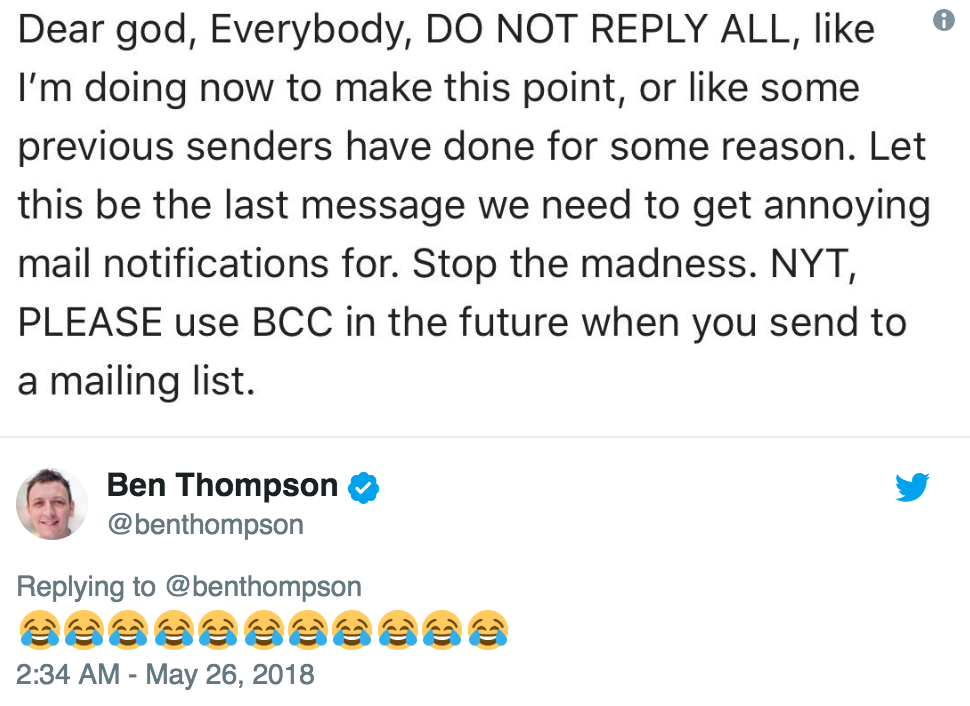 Dear god, Everybody, DO NOT REPLY ALL, like
I’m doing now to make this point, or like some
previous senders have done for some reason. Let
this be the last message we need to get annoying
mail notifications for. Stop the madness. NYT,
PLEASE use BCC in the future when you send to
a mailing list.
Ben Thompson
@benthompson
Replying to @benthompson
😂😂😂😂😂😂😂😂😂😂😂
2:34 AM - May 26, 2018